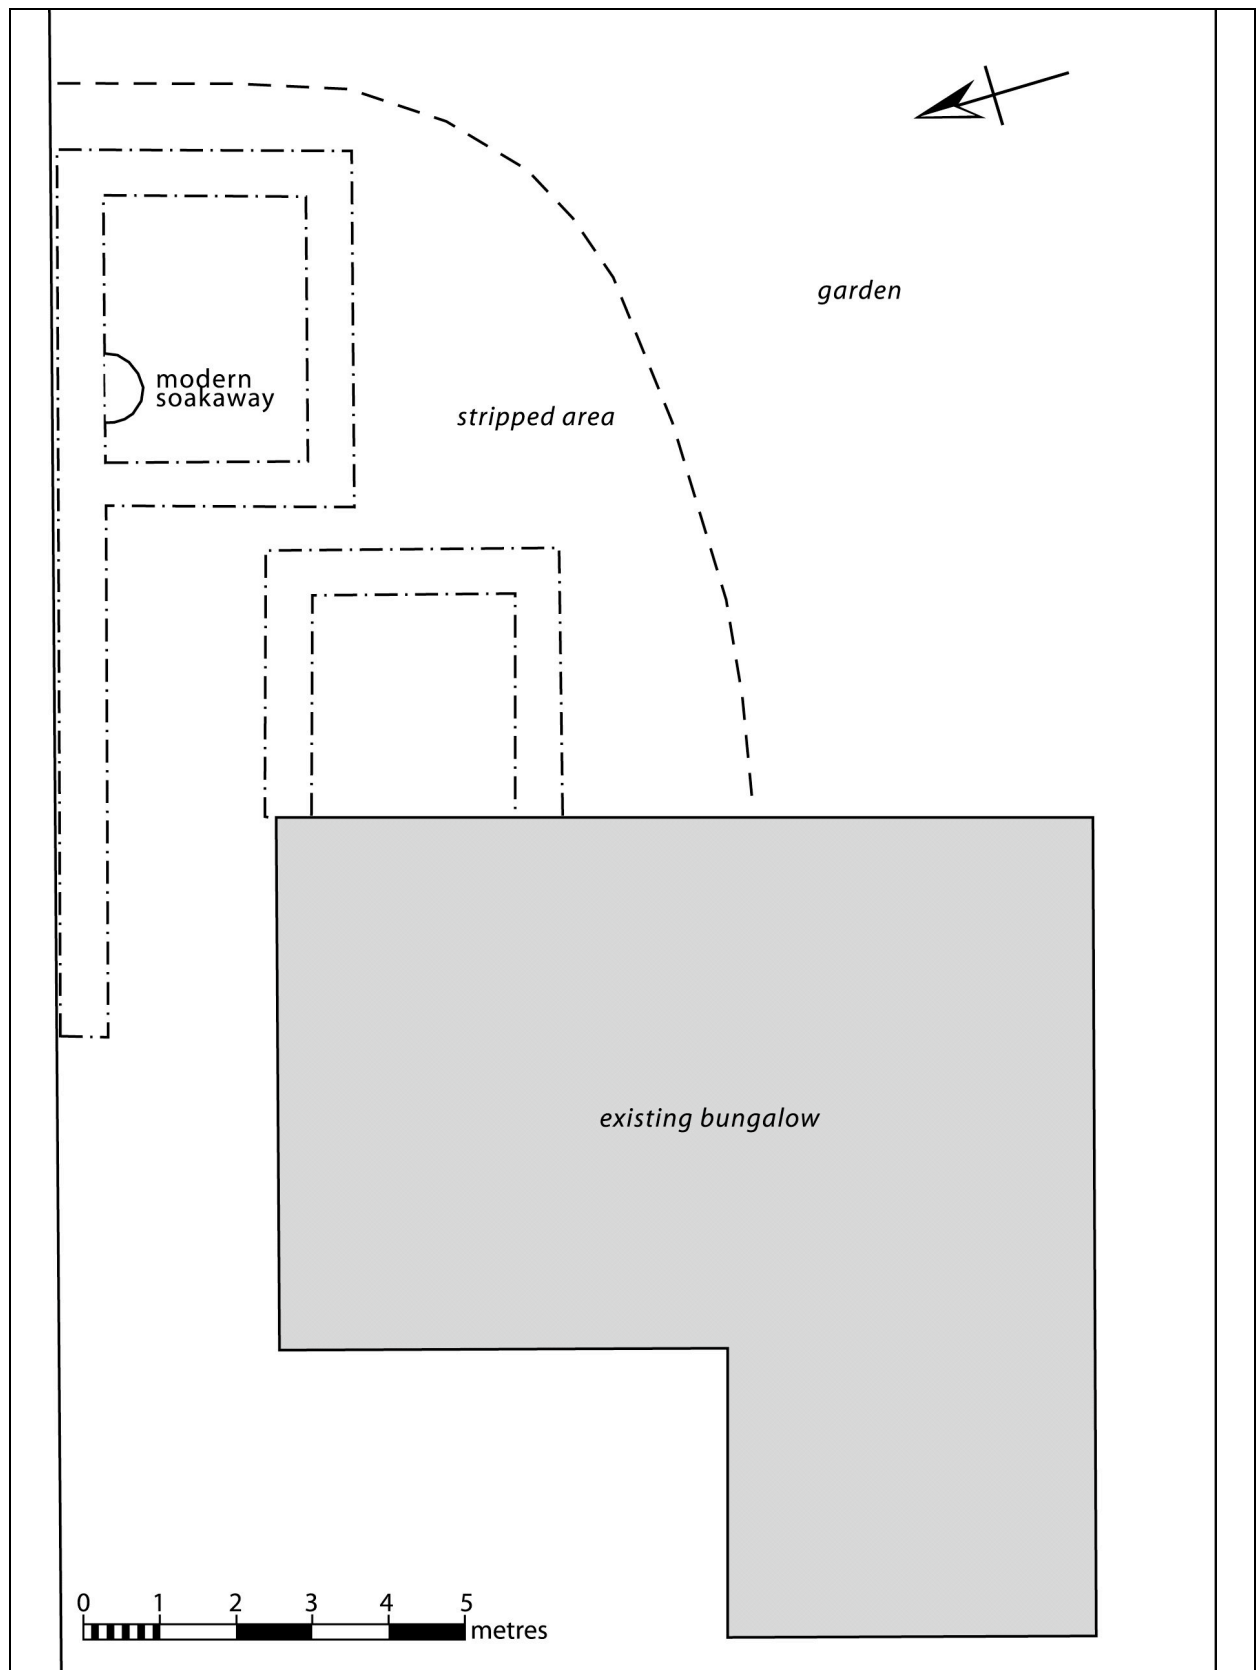 garden
modern
soakaway
stripped area
existing bungalow
0 1 2 3 4 5
metres